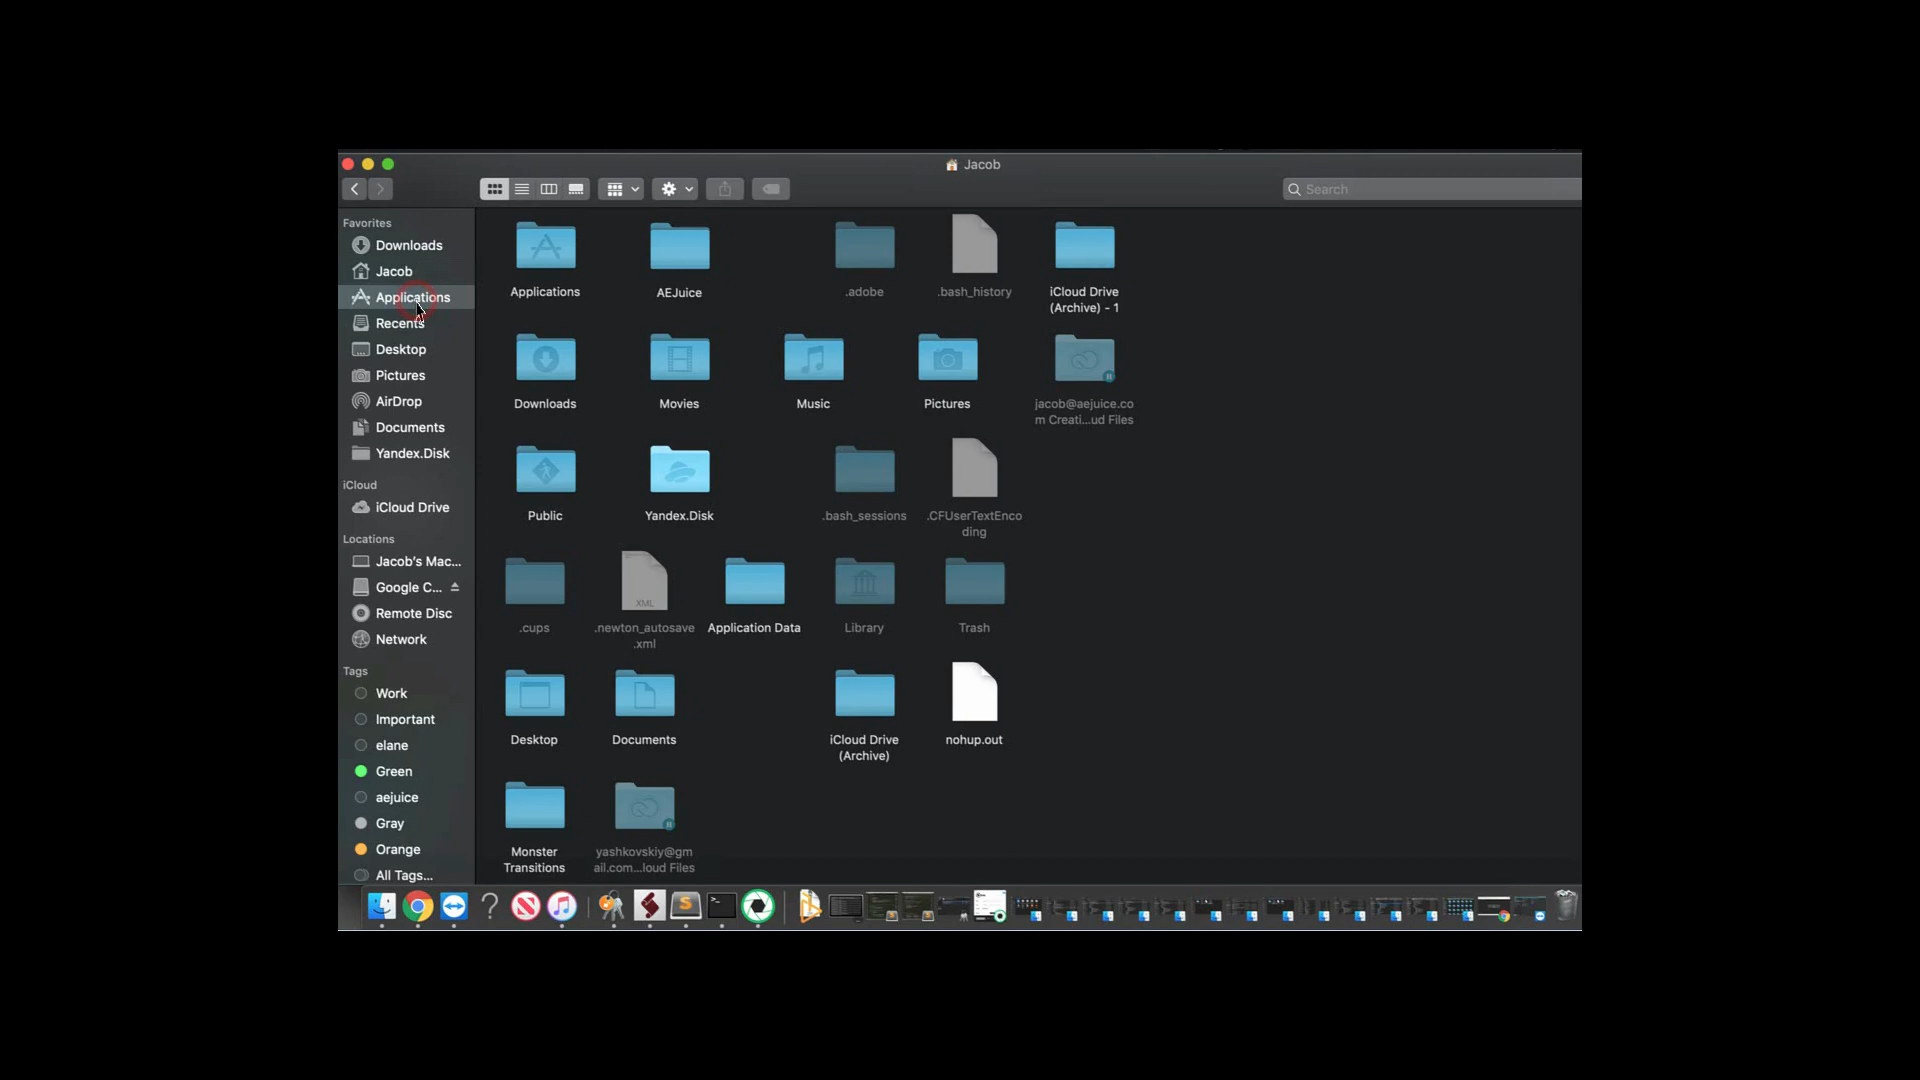 Jacob
Search
Favorites
Downloads
Jacob
Applications
Recents
Desktop
Pictures
AirDrop
Documents
Yandex.Disk
iCloud
iCloud Drive
Locations
Jacob's Mac...
Google C...
Remote Disc
Network
Tags
Work
Important
elane
Green
aejuice
Gray
Orange
All Tags...
Applications
AEJuice
.adobe
.bash_history
iCloud Drive
(Archive) - 1
Downloads
Movies
Music
Pictures
jacob@aejuice.co
m Creati...ud Files
Public
Yandex.Disk
.bash_sessions
.CFUserTextEnco
ding
.cups
XML
.newton_autosave
.xml
Application Data
Library
Trash
Desktop
Documents
iCloud Drive
(Archive)
nohup.out
Monster
Transitions
yashkovskiy@gm
ail.com...loud Files